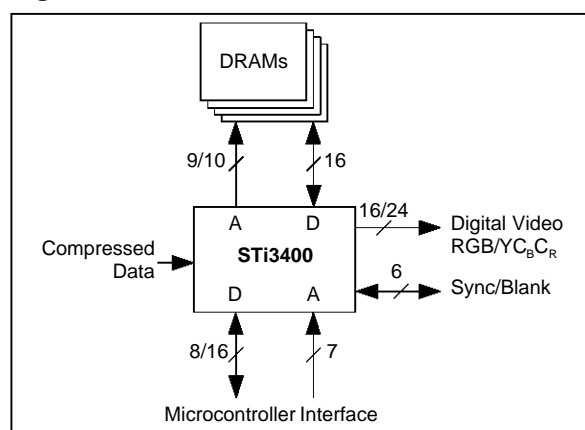 DRAMs
9/10
16
A D
16/24
Digital Video
RGB/YCBCR
STi3400
Compressed
Data
6
Sync/Blank
D A
8/16
7
Microcontroller Interface